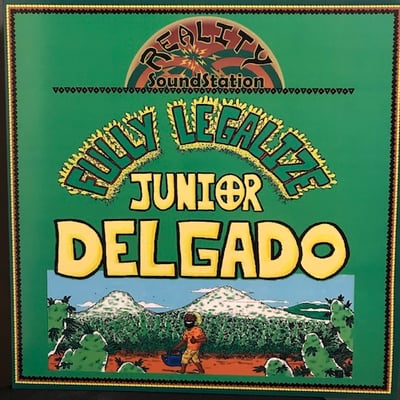 REALITY
SoundStation
FULLY LEGALIZE
JUNIOR
DELGADO